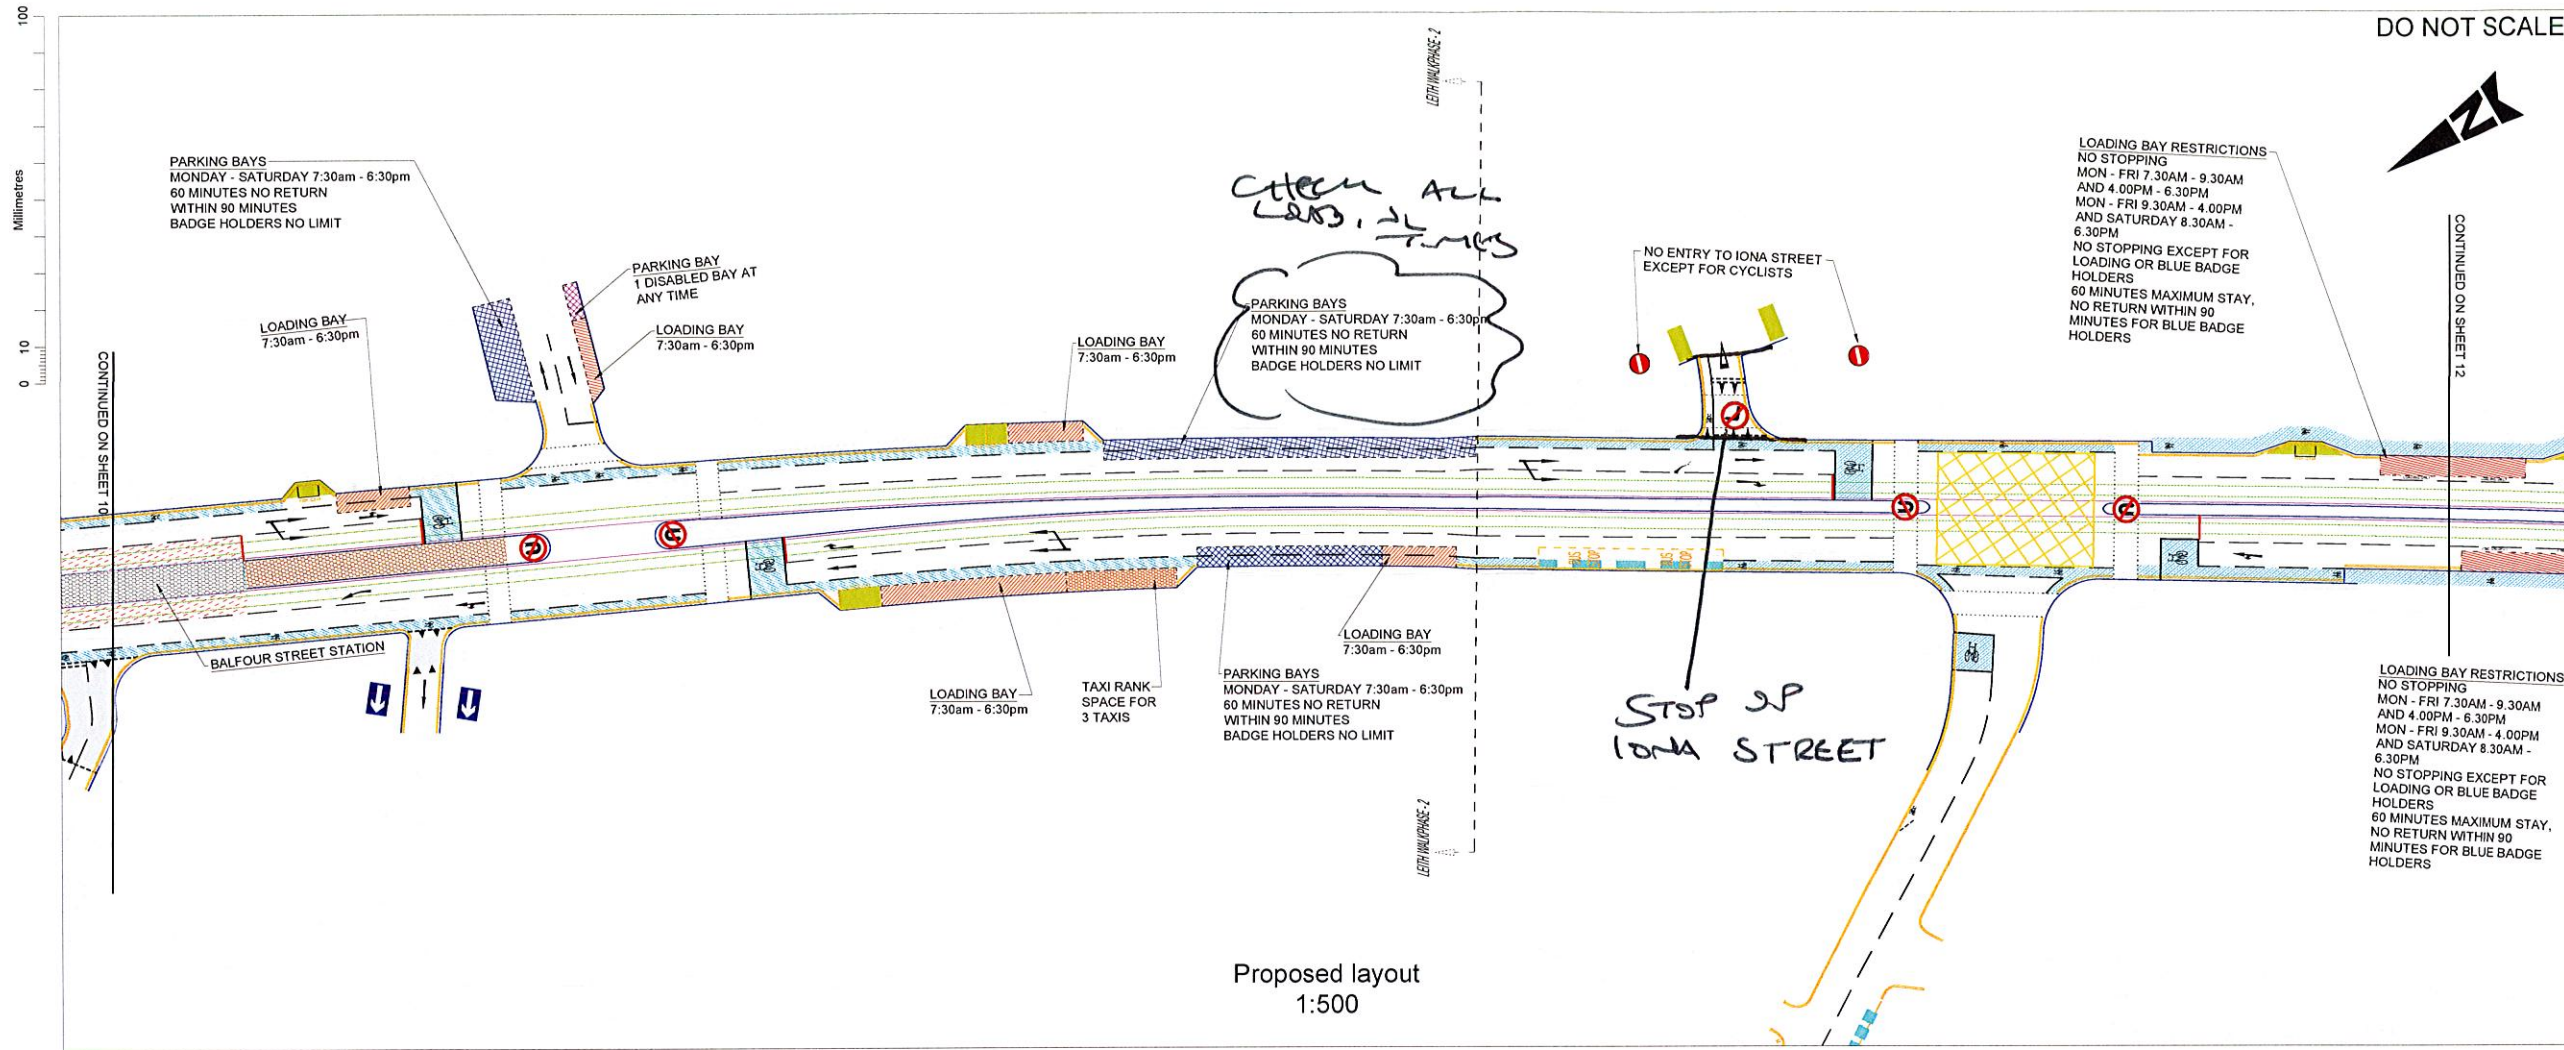 100
10
0
Millimetres
DO NOT SCALE
LEITH WALK PHASE - 2
PARKING BAYS
MONDAY - SATURDAY 7:30am - 6:30pm
60 MINUTES NO RETURN
WITHIN 90 MINUTES
BADGE HOLDERS NO LIMIT
LOADING BAY
7:30am - 6:30pm
PARKING BAY
1 DISABLED BAY AT
ANY TIME
LOADING BAY
7:30am - 6:30pm
LOADING BAY
7:30am - 6:30pm
CHECK ALL
TIMES
PARKING BAYS
MONDAY - SATURDAY 7:30am - 6:30pm
60 MINUTES NO RETURN
WITHIN 90 MINUTES
BADGE HOLDERS NO LIMIT
NO ENTRY TO IONA STREET
EXCEPT FOR CYCLISTS
LOADING BAY RESTRICTIONS
NO STOPPING
MON - FRI 7.30AM - 9.30AM
AND 4.00PM - 6.30PM
MON - FRI 9.30AM - 4.00PM
AND SATURDAY 8.30AM -
6.30PM
NO STOPPING EXCEPT FOR
LOADING OR BLUE BADGE
HOLDERS
60 MINUTES MAXIMUM STAY,
NO RETURN WITHIN 90
MINUTES FOR BLUE BADGE
HOLDERS
CONTINUED ON SHEET 10
CONTINUED ON SHEET 12
BUS STOP
BUS STOP
BALFOUR STREET STATION
LOADING BAY
7:30am - 6:30pm
TAXI RANK
SPACE FOR
3 TAXIS
PARKING BAYS
MONDAY - SATURDAY 7:30am - 6:30pm
60 MINUTES NO RETURN
WITHIN 90 MINUTES
BADGE HOLDERS NO LIMIT
LOADING BAY
7:30am - 6:30pm
STOP UP
IONA STREET
LEITH WALK PHASE - 2
LOADING BAY RESTRICTIONS
NO STOPPING
MON - FRI 7.30AM - 9.30AM
AND 4.00PM - 6.30PM
MON - FRI 9.30AM - 4.00PM
AND SATURDAY 8.30AM -
6.30PM
NO STOPPING EXCEPT FOR
LOADING OR BLUE BADGE
HOLDERS
60 MINUTES MAXIMUM STAY,
NO RETURN WITHIN 90
MINUTES FOR BLUE BADGE
HOLDERS
Proposed layout
1:500